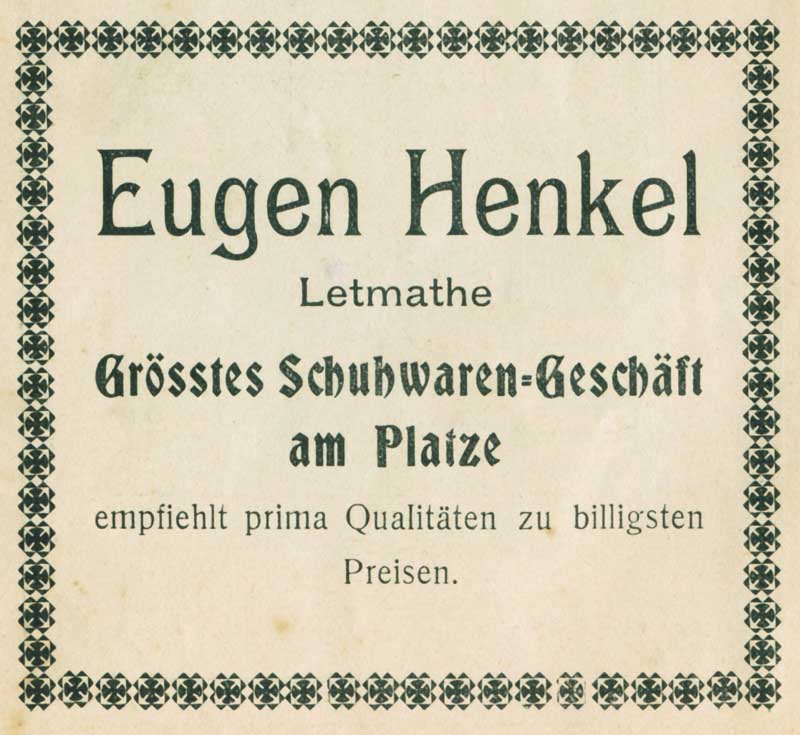 Eugen Henkel
Letmathe
Grösstes Schuhwaren-Geschäft
am Platze
empfiehlt prima Qualitäten zu billigsten
Preisen.